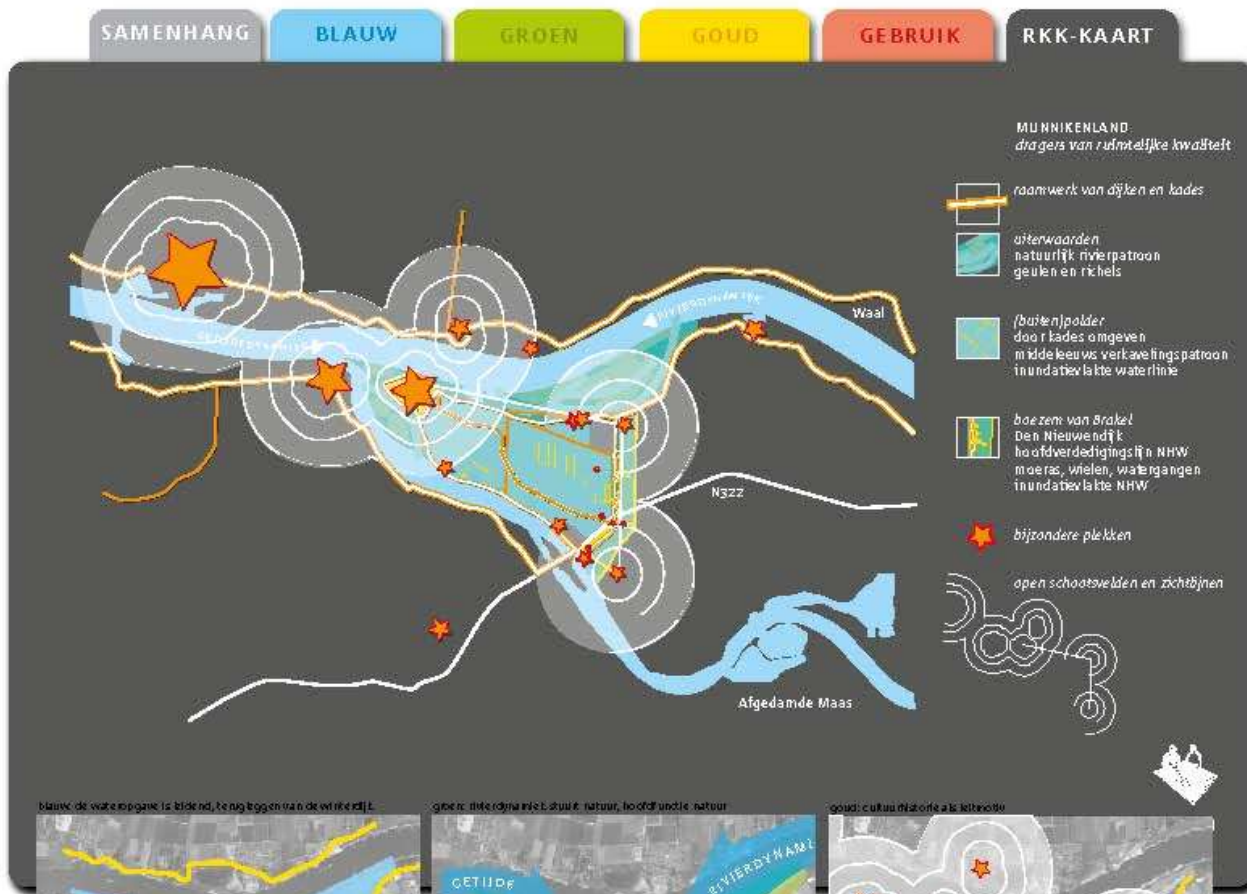 SAMENHANG
BLAUW
GROEN
GOUD
GEBRUIK
RKK-KAART
MUNNIKENLAND
dragers van ruimtelijke kwaliteit
raamwerk van dijken en kades
uiterwaarden
natuurlijk rivierpatroon
geulen en richels
(buiten)polder
door kades omgeven
middeleeuws verkavelingspatroon
inundatievlakte waterlinie
boezem van Brakel
Den Nieuwendijk
hoofdverdedigingslijn NHW
moeras, wielen, watergangen
inundatievlakte NHW
bijzondere plekken
open schootsvelden en zichtlijnen
RIVIERDYNAMIEK
Waal
N322
Afgedamde Maas
blauw: de wateropgave is leidend, terugleggen van de winterdijk
groen: rivierdynamiek stuurt natuur, hoofdfunctie natuur
goud: cultuurhistorie als leitmotiv
GETIJDE
RIVIERDYNAMI